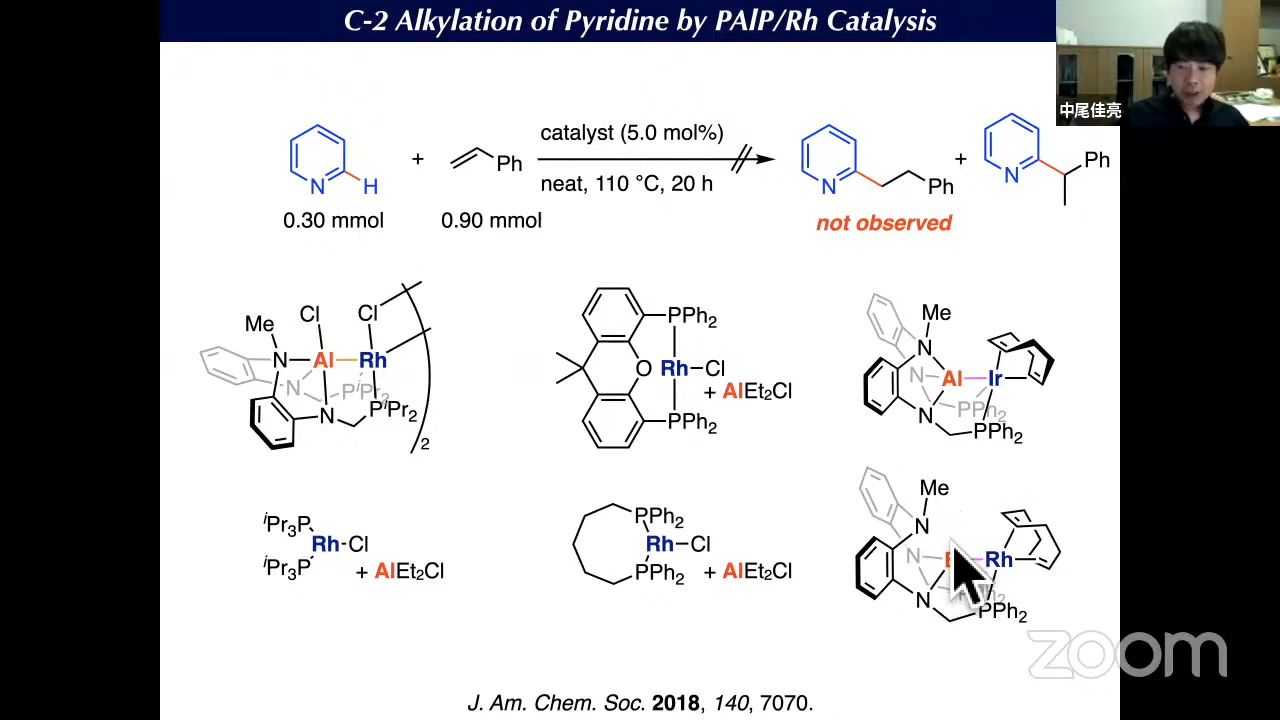 C-2 Alkylation of Pyridine by PAlP/Rh Catalysis
中尾佳亮
N H
0.30 mmol
+
Ph
0.90 mmol
catalyst (5.0 mol%)
neat, 110 °C, 20 h
N Ph
+
N Ph
not observed
Me Cl Cl
N Al Rh
N PiPr2
N PiPr2
2
PPh2
O Rh–Cl
+ AlEt2Cl
PPh2
Me
N
N Al Ir
PPh2
N
PPh2
iPr3P
Rh–Cl
iPr3P
+ AlEt2Cl
PPh2
Rh–Cl
PPh2
+ AlEt2Cl
Me
N
N Rh
N
PPh2
zoom
J. Am. Chem. Soc. 2018, 140, 7070.